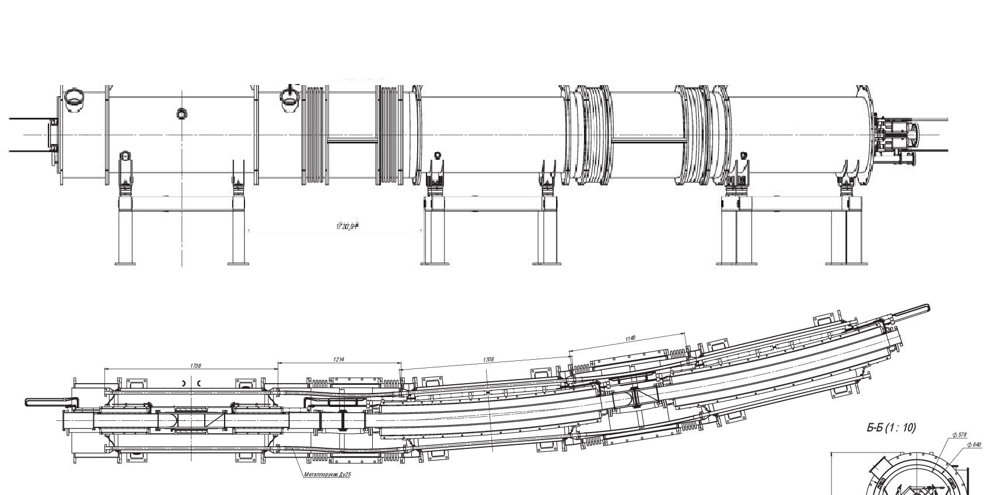 1149
1214
1708
1708
Б-Б (1 : 10)
Ф 578
Ф 640
Металлорукав Ду25